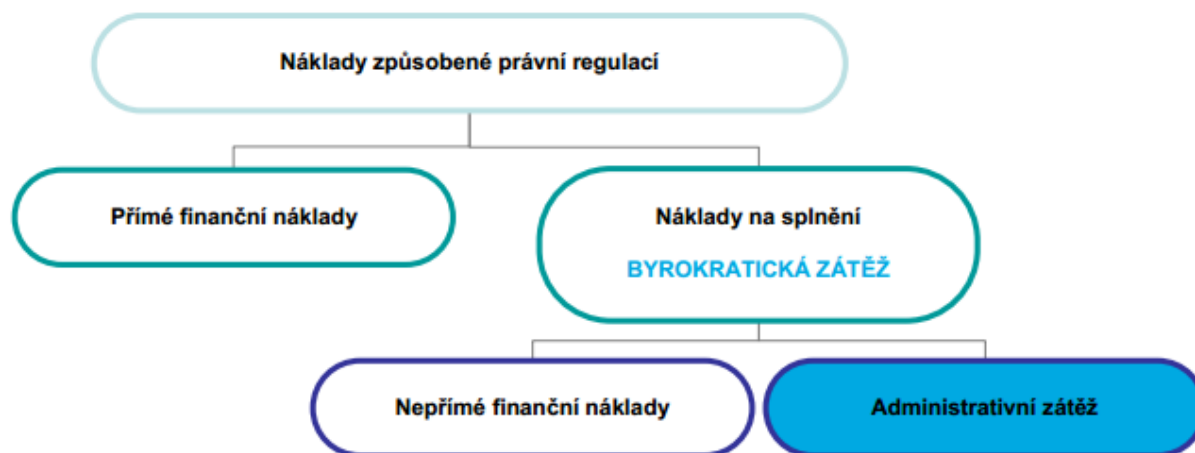 Náklady způsobené právní regulací
Přímé finanční náklady
Náklady na splnění
BYROKRATICKÁ ZÁTĚŽ
Nepřímé finanční náklady
Administrativní zátěž